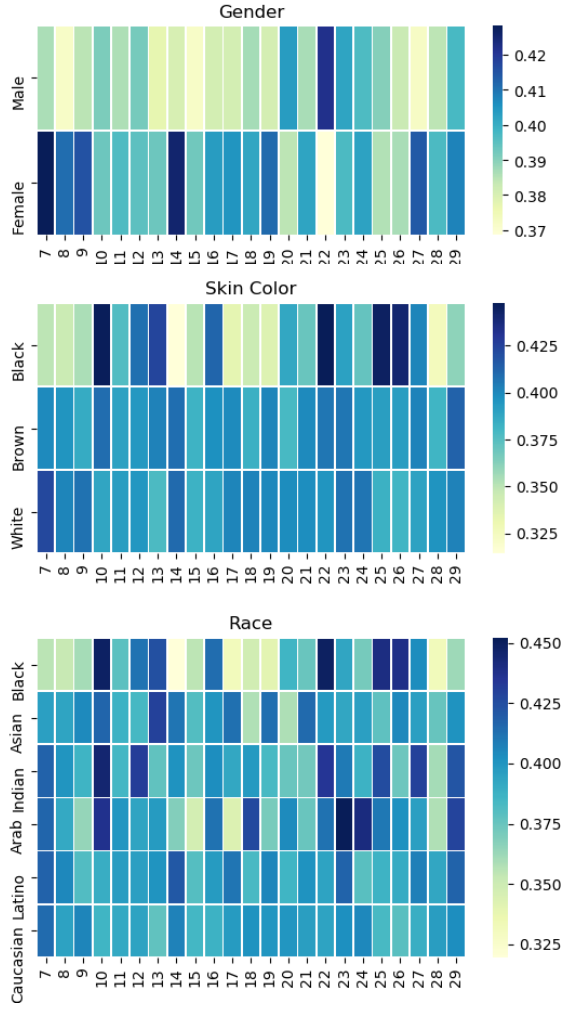 Gender
0.42
0.41
Male
0.40
0.39
Female
0.38
0.37
7 8 9 10 11 12 13 14 15 16 17 18 19 20 21 22 23 24 25 26 27 28 29
Skin Color
Black
0.425
0.400
Brown
0.375
0.350
White
0.325
7 8 9 10 11 12 13 14 15 16 17 18 19 20 21 22 23 24 25 26 27 28 29
Race
Black
0.450
Asian
0.425
Indian
0.400
Arab
0.375
Latino
0.350
Caucasian
0.325
7 8 9 10 11 12 13 14 15 16 17 18 19 20 21 22 23 24 25 26 27 28 29